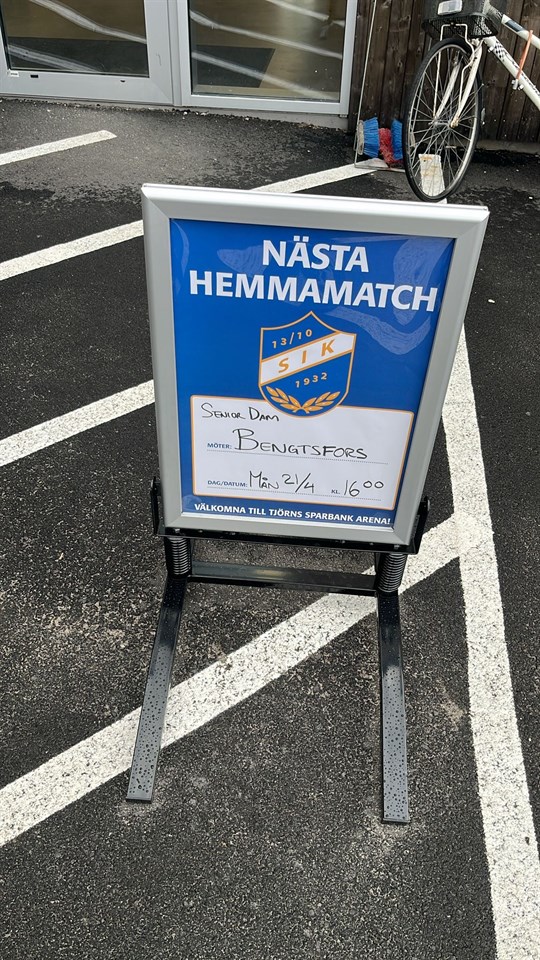 NÄSTA
HEMMAMATCH
13/10
SIK
1932
SENIOR DAM
MÖTER: BENGTSFORS
DAG/DATUM: MÅN 21/4 KL. 16⁰⁰
VÄLKOMNA TILL TJÖRNS SPARBANK ARENA!